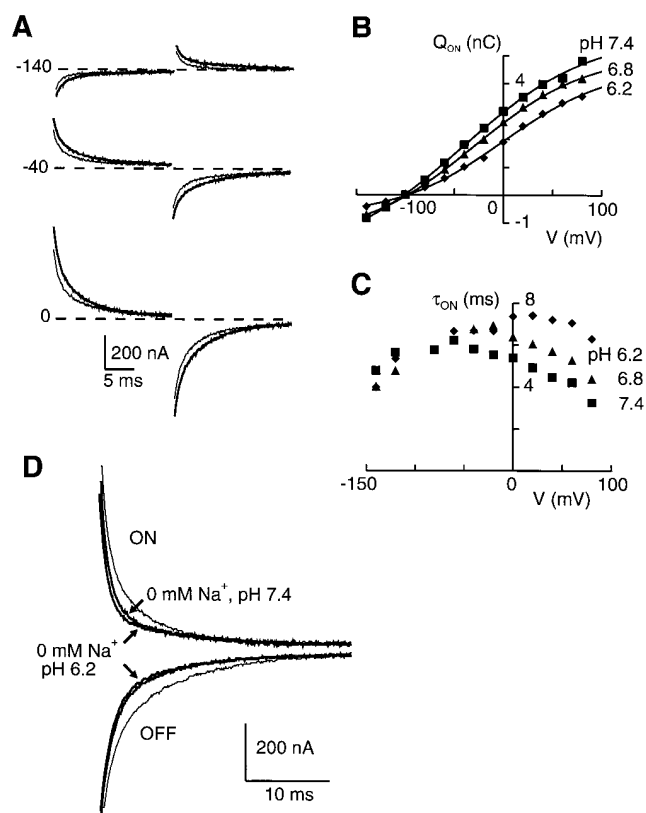 A
-140
-40
0
200 nA
5 ms
B
Q_ON (nC)
pH 7.4
6.8
6.2
4
-100
0
100
-1
V (mV)
C
τ_ON (ms)
8
pH 6.2
6.8
7.4
4
-150
0
100
V (mV)
D
ON
0 mM Na⁺, pH 7.4
0 mM Na⁺
pH 6.2
OFF
200 nA
10 ms